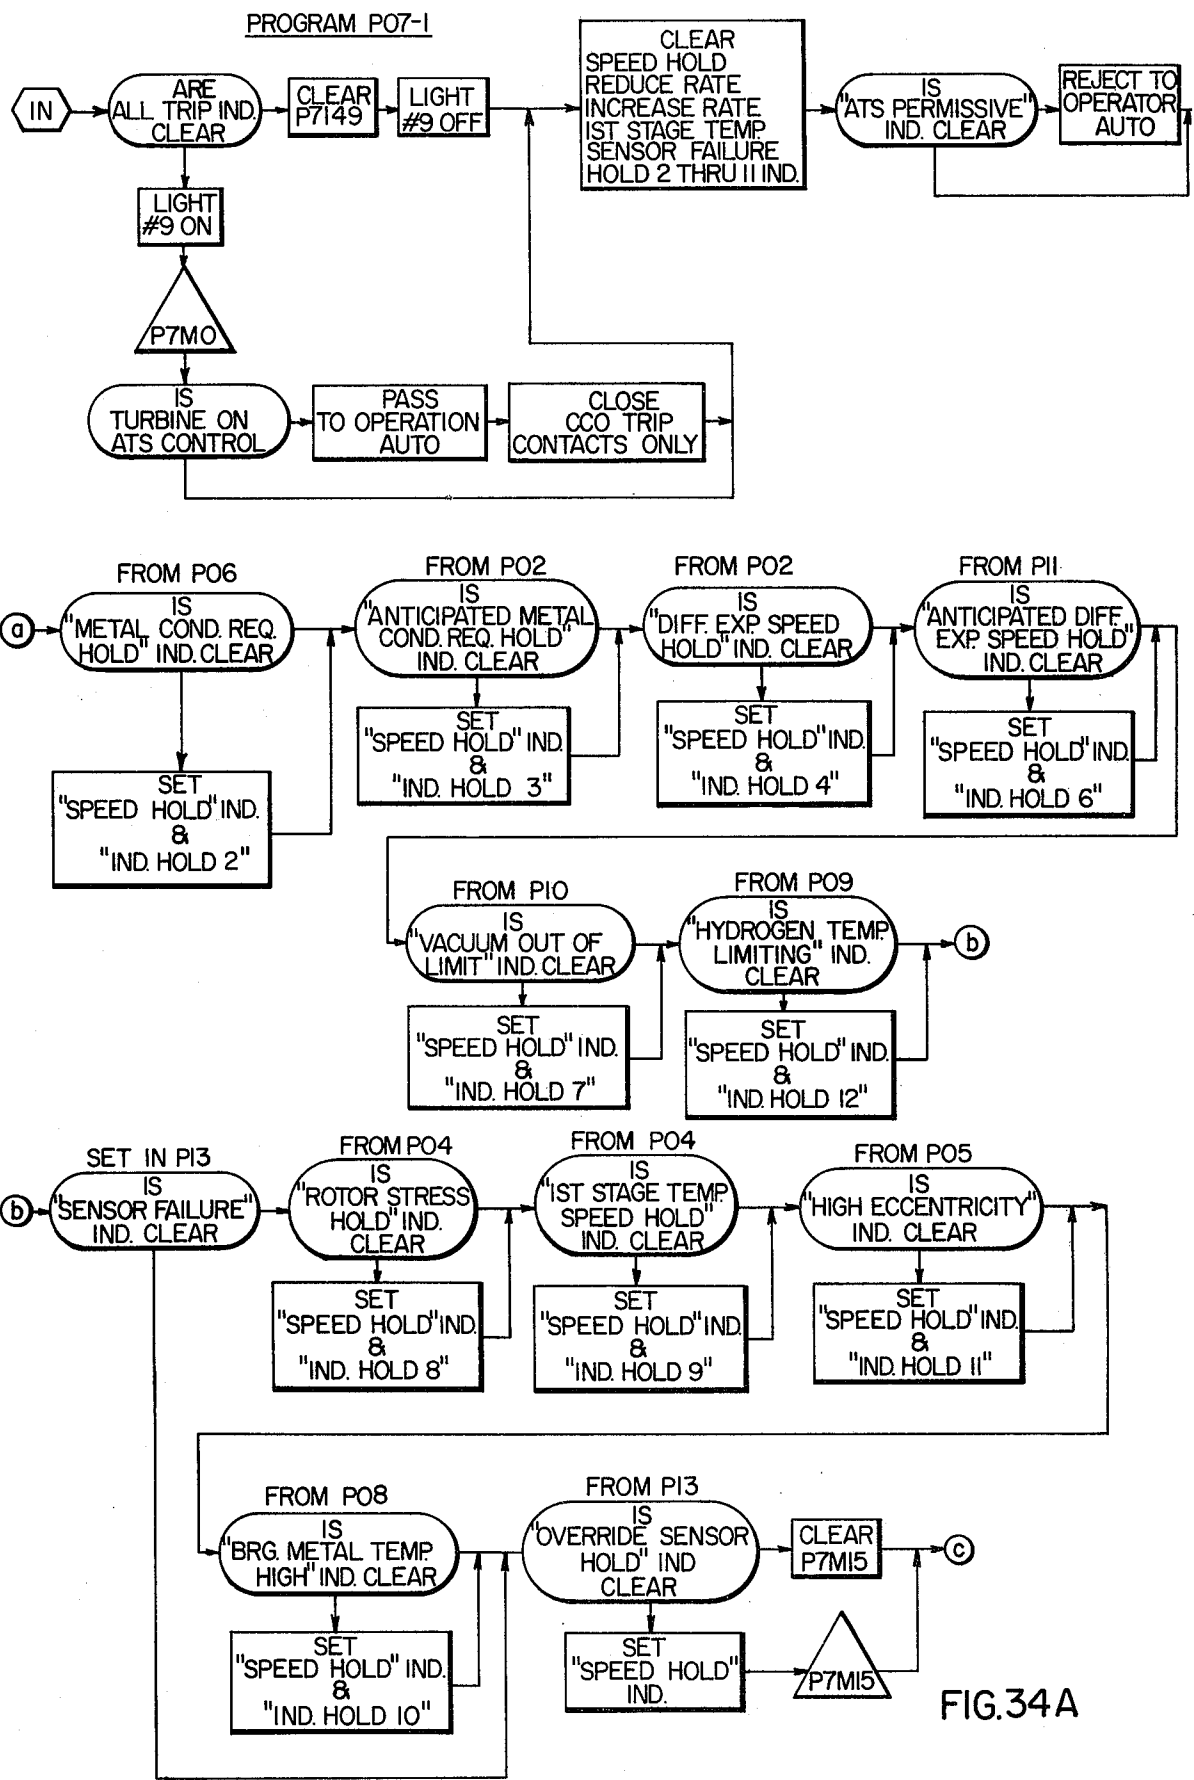 PROGRAM PO7-1
IN
ARE
ALL TRIP IND.
CLEAR
CLEAR
P7149
LIGHT
#9 OFF
CLEAR
SPEED HOLD
REDUCE RATE
INCREASE RATE
1ST STAGE TEMP.
SENSOR FAILURE
HOLD 2 THRU 11 IND.
IS
"ATS PERMISSIVE"
IND. CLEAR
REJECT TO
OPERATOR
AUTO
LIGHT
#9 ON
P7MO
IS
TURBINE ON
ATS CONTROL
PASS
TO OPERATION
AUTO
CLOSE
CCO TRIP
CONTACTS ONLY
FROM PO6
a
IS
"METAL COND. REQ.
HOLD" IND. CLEAR
SET
"SPEED HOLD" IND.
&
"IND. HOLD 2"
FROM PO2
IS
"ANTICIPATED METAL
COND. REQ. HOLD"
IND. CLEAR
SET
"SPEED HOLD" IND.
&
"IND. HOLD 3"
FROM PO2
IS
"DIFF. EXP. SPEED
HOLD" IND. CLEAR
SET
"SPEED HOLD" IND.
&
"IND. HOLD 4"
FROM P11
IS
"ANTICIPATED DIFF.
EXP. SPEED HOLD"
IND. CLEAR
SET
"SPEED HOLD" IND.
&
"IND. HOLD 6"
FROM P10
IS
"VACUUM OUT OF
LIMIT" IND. CLEAR
SET
"SPEED HOLD" IND.
&
"IND. HOLD 7"
FROM PO9
IS
"HYDROGEN TEMP.
LIMITING" IND.
CLEAR
b
SET
"SPEED HOLD" IND.
&
"IND. HOLD 12"
SET IN P13
b
IS
"SENSOR FAILURE"
IND. CLEAR
FROM PO4
IS
"ROTOR STRESS
HOLD" IND.
CLEAR
SET
"SPEED HOLD" IND.
&
"IND. HOLD 8"
FROM PO4
IS
"1ST STAGE TEMP.
SPEED HOLD"
IND. CLEAR
SET
"SPEED HOLD" IND.
&
"IND. HOLD 9"
FROM PO5
IS
"HIGH ECCENTRICITY"
IND. CLEAR
SET
"SPEED HOLD" IND.
&
"IND. HOLD 11"
FROM PO8
IS
"BRG. METAL TEMP.
HIGH" IND. CLEAR
SET
"SPEED HOLD" IND.
&
"IND. HOLD 10"
FROM P13
IS
"OVERRIDE SENSOR
HOLD" IND
CLEAR
CLEAR
P7M15
c
SET
"SPEED HOLD"
IND.
P7M15
FIG.34A